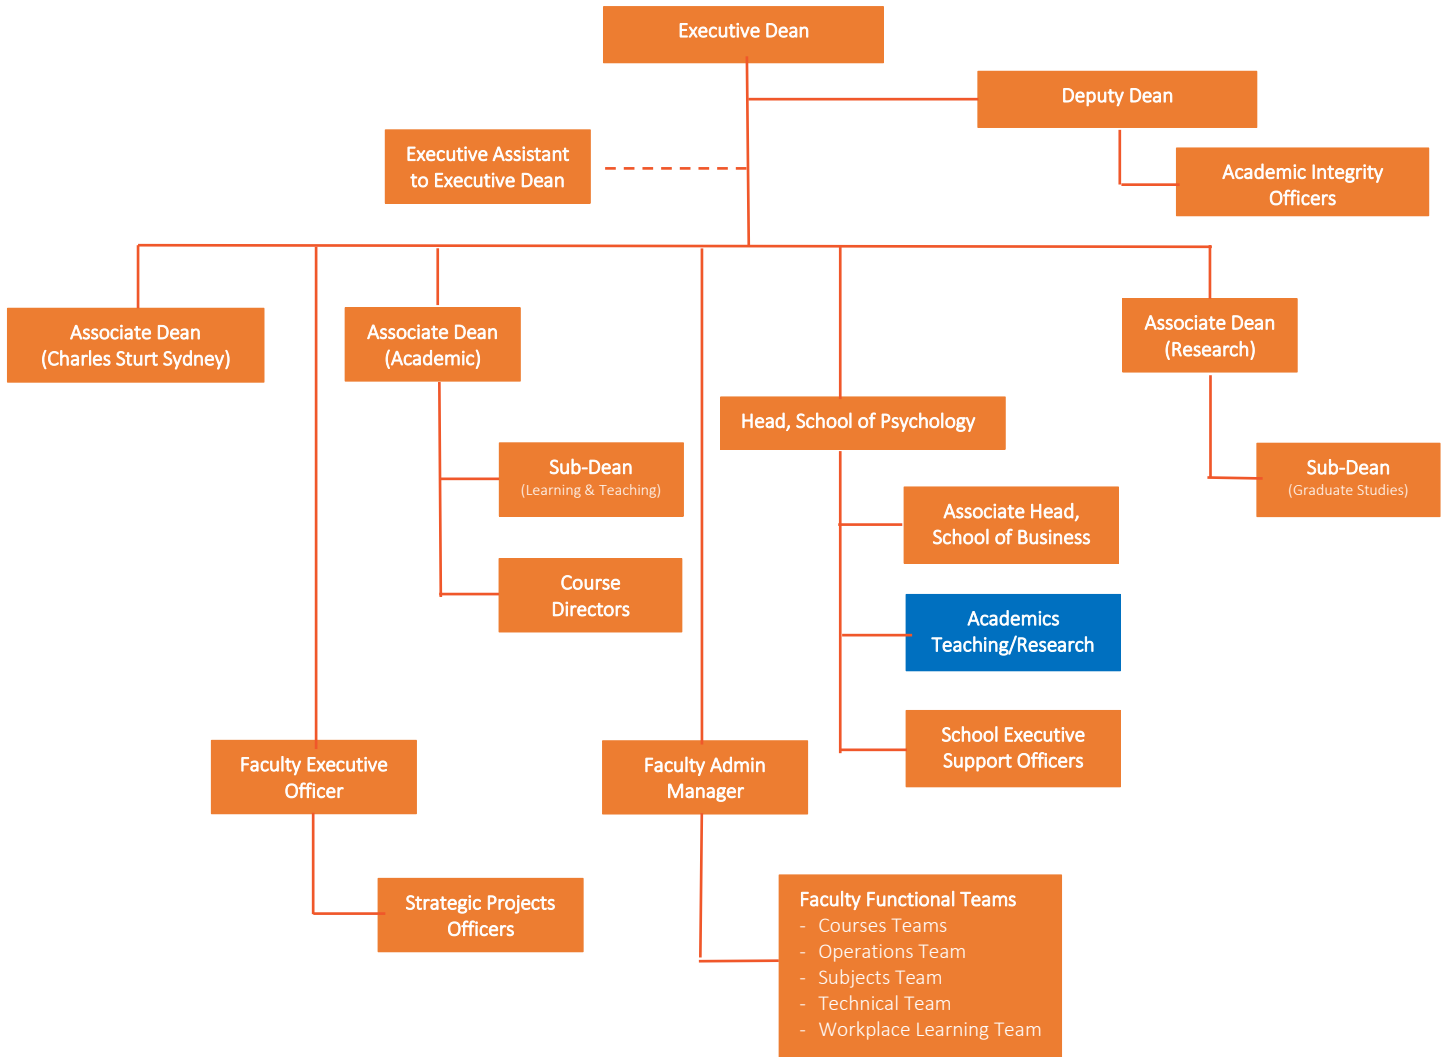 Executive Dean
Deputy Dean
Executive Assistant
to Executive Dean
Academic Integrity
Officers
Associate Dean
(Charles Sturt Sydney)
Associate Dean
(Academic)
Associate Dean
(Research)
Head, School of Psychology
Sub-Dean
(Learning & Teaching)
Sub-Dean
(Graduate Studies)
Associate Head,
School of Business
Course
Directors
Academics
Teaching/Research
School Executive
Support Officers
Faculty Executive
Officer
Faculty Admin
Manager
Strategic Projects
Officers
Faculty Functional Teams
- Courses Teams
- Operations Team
- Subjects Team
- Technical Team
- Workplace Learning Team